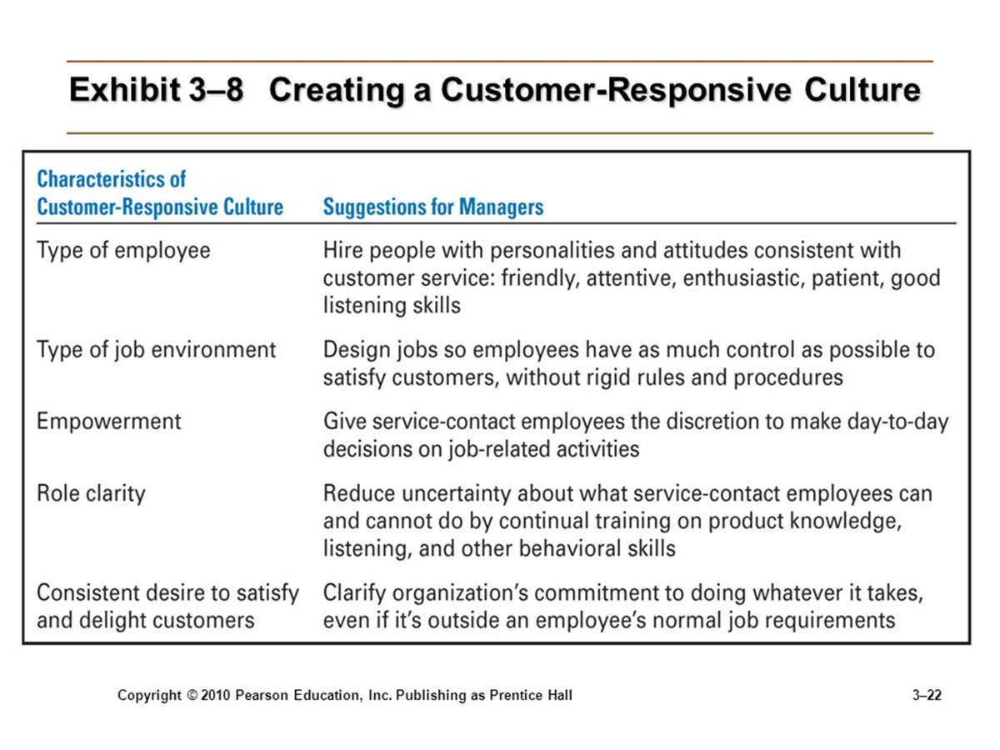 Exhibit 3–8 Creating a Customer-Responsive Culture
Characteristics of
Customer-Responsive Culture
Suggestions for Managers
Type of employee
Hire people with personalities and attitudes consistent with
customer service: friendly, attentive, enthusiastic, patient, good
listening skills
Type of job environment
Design jobs so employees have as much control as possible to
satisfy customers, without rigid rules and procedures
Empowerment
Give service-contact employees the discretion to make day-to-day
decisions on job-related activities
Role clarity
Reduce uncertainty about what service-contact employees can
and cannot do by continual training on product knowledge,
listening, and other behavioral skills
Consistent desire to satisfy
and delight customers
Clarify organization’s commitment to doing whatever it takes,
even if it’s outside an employee’s normal job requirements
Copyright © 2010 Pearson Education, Inc. Publishing as Prentice Hall
3–22